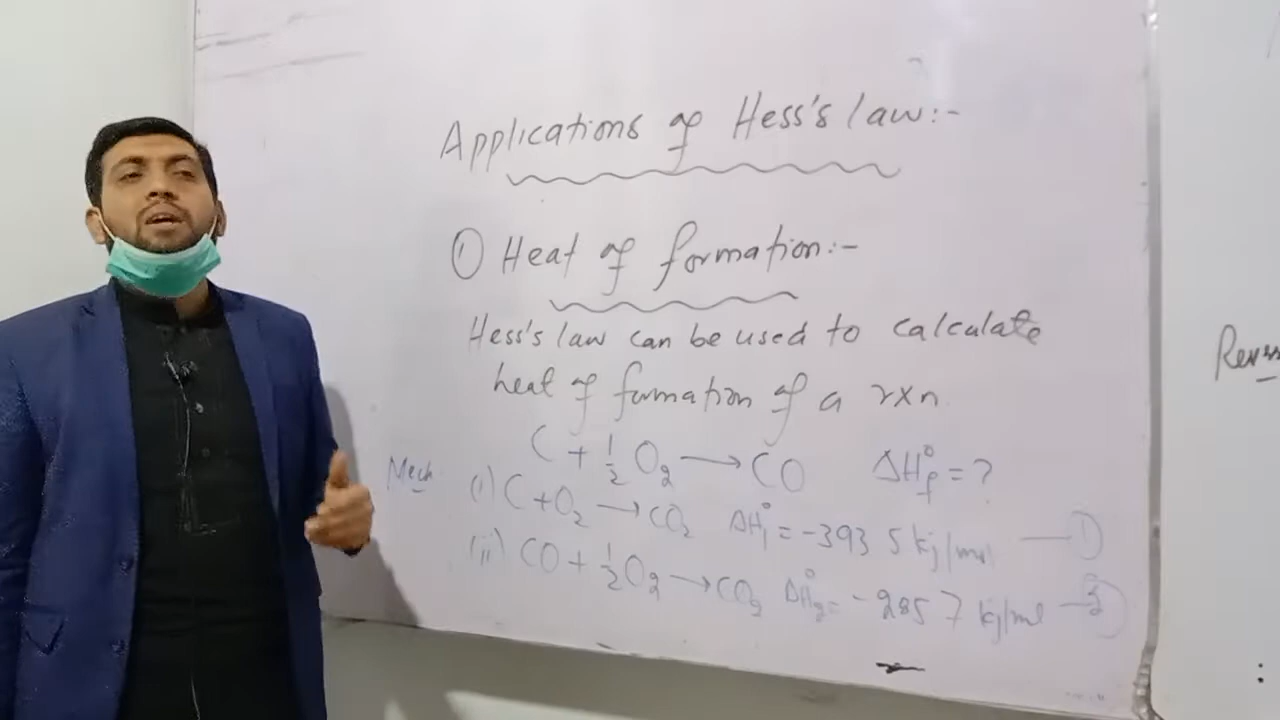 Applications of Hess's law:-
① Heat of formation:-
Hess's law can be used to calculate
heat of formation of a rxn
C + 1/2 O₂ → CO ΔH°f = ?
Mech (i) C + O₂ → CO₂ ΔH°₁ = -393 5 kj/mol — ①
(ii) CO + 1/2 O₂ → CO₂ ΔH°₂ = -285 7 kj/mol —